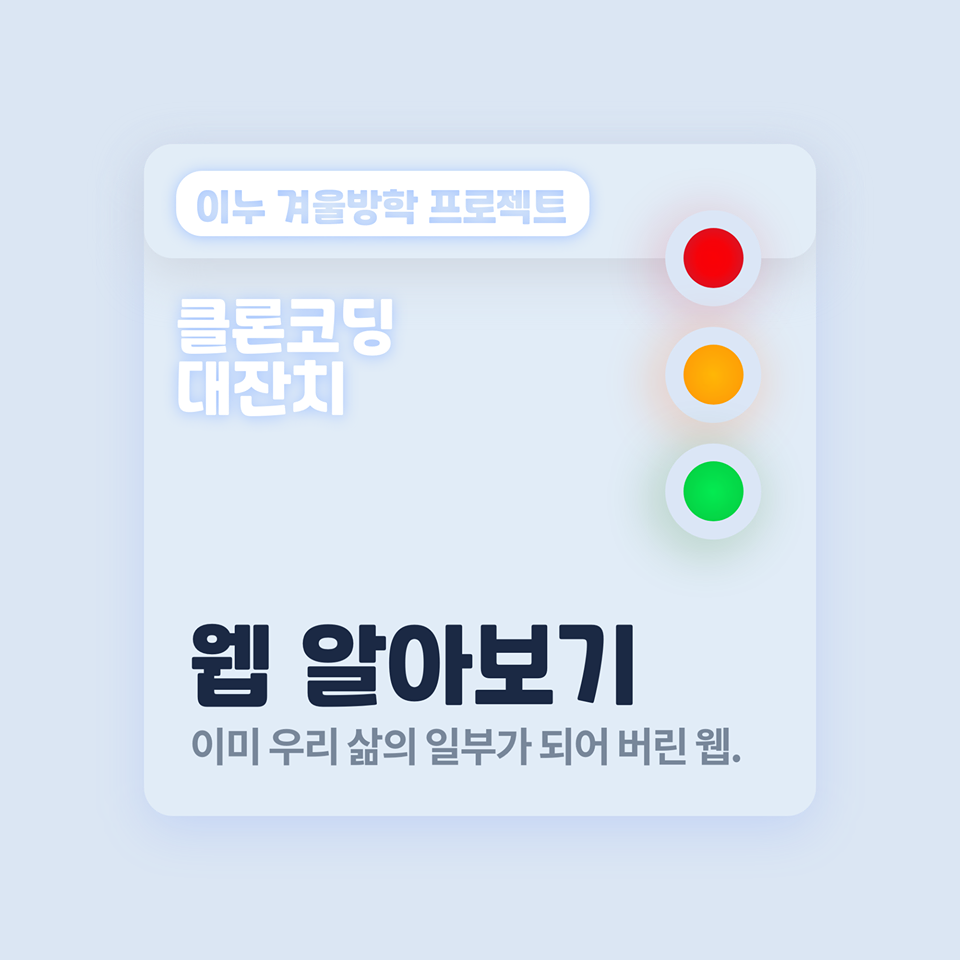 이누 겨울방학 프로젝트
클론코딩
대잔치
웹 알아보기
이미 우리 삶의 일부가 되어 버린 웹.